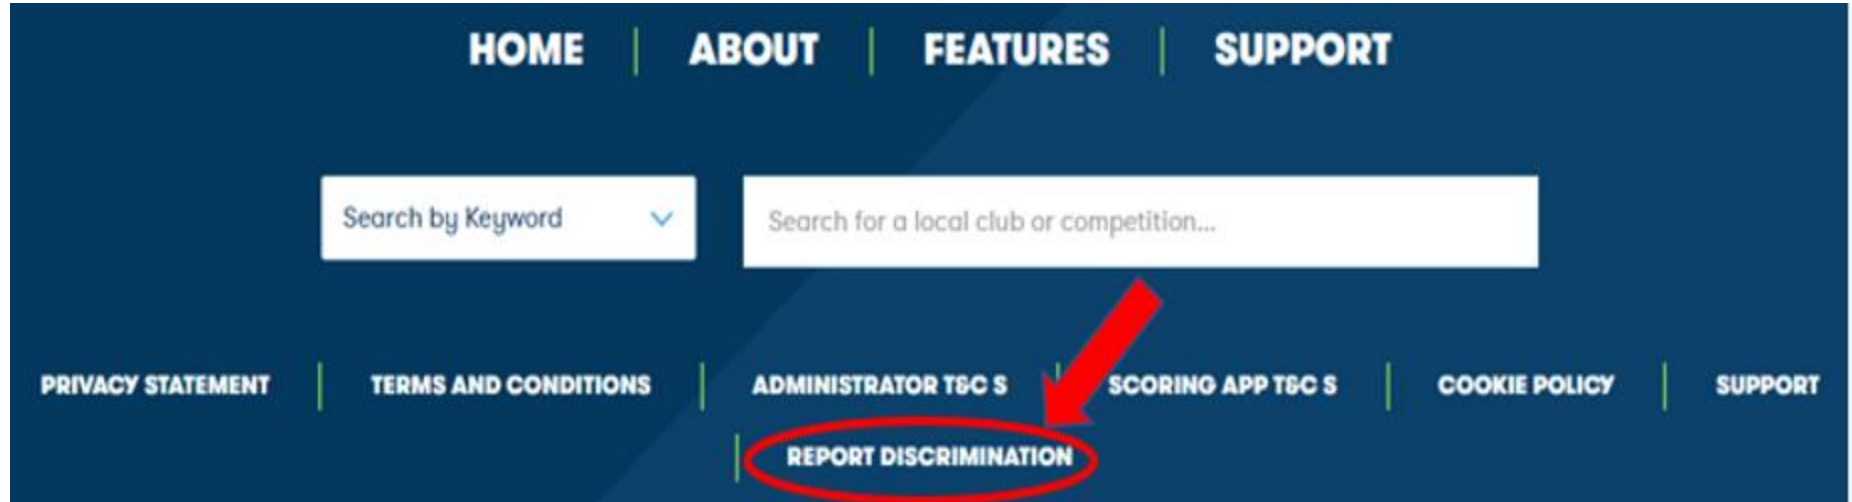 HOME | ABOUT | FEATURES | SUPPORT
Search by Keyword
Search for a local club or competition...
PRIVACY STATEMENT | TERMS AND CONDITIONS | ADMINISTRATOR T&C S | SCORING APP T&C S | COOKIE POLICY | SUPPORT
| REPORT DISCRIMINATION